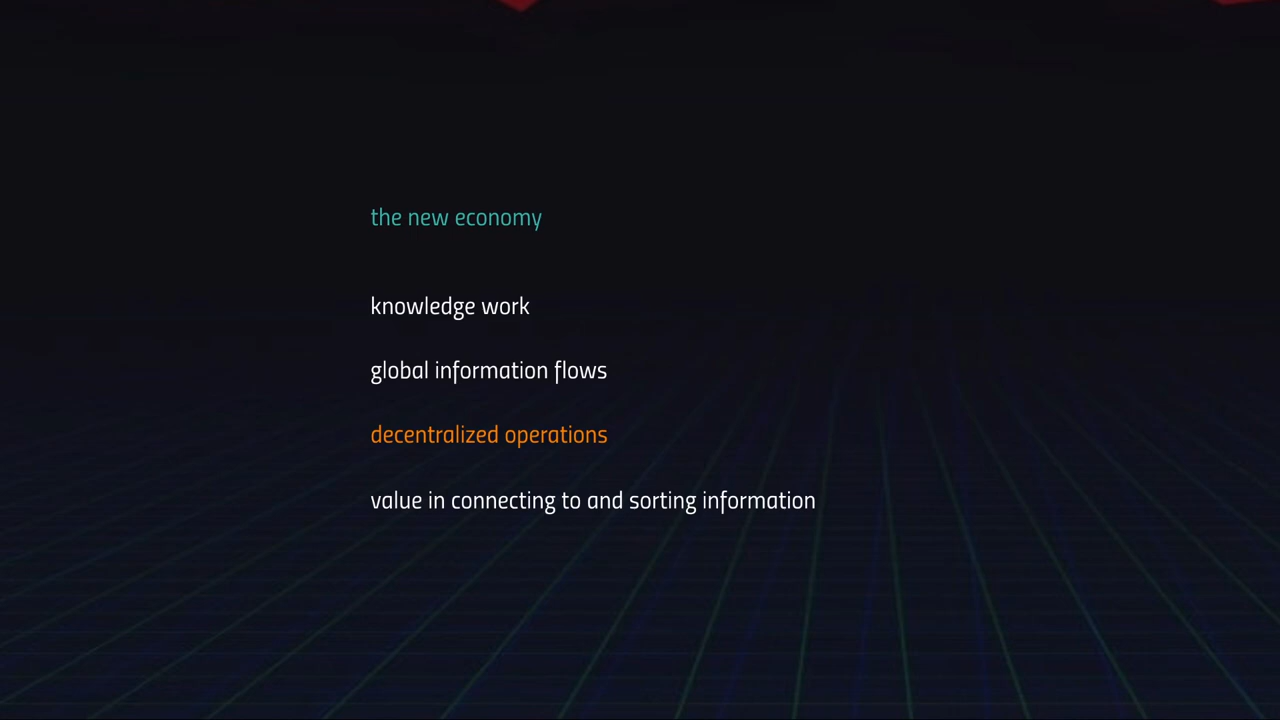 the new economy
knowledge work
global information flows
decentralized operations
value in connecting to and sorting information